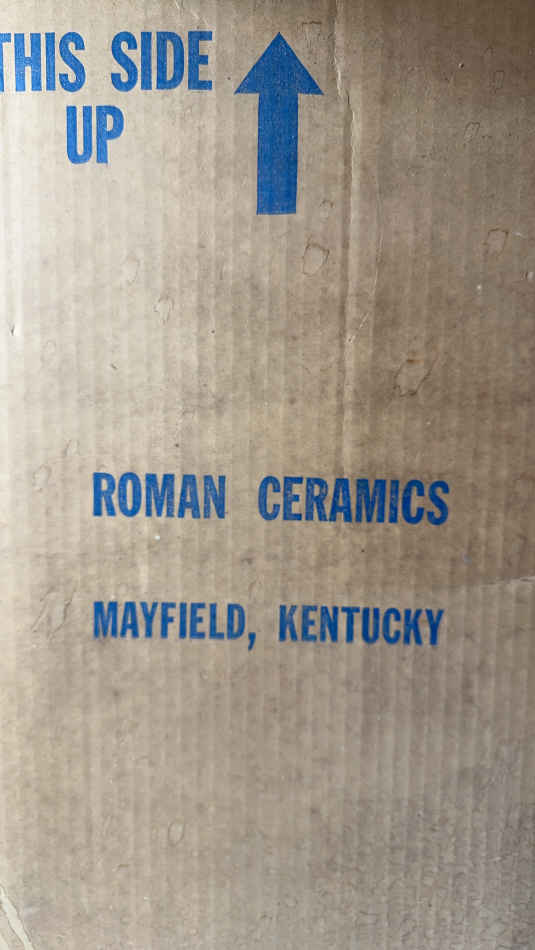 THIS SIDE
UP
ROMAN CERAMICS
MAYFIELD, KENTUCKY